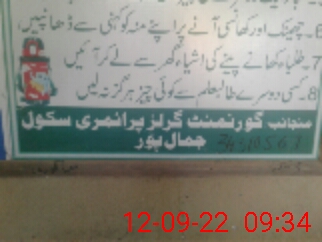 6۔ چھینک اور کھانسی آنے پر اپنے منہ کو کہنی سے ڈھانپیں،
7۔ طلباء کھانے پینے کی اشیاء گھر سے لے کر آئیں
8۔ کسی دوسرے طالبعلم سے کوئی چیز ہرگز نہ لیں
منجانب گورنمنٹ گرلز پرائمری سکول
جمال پور
12-09-22 09:34